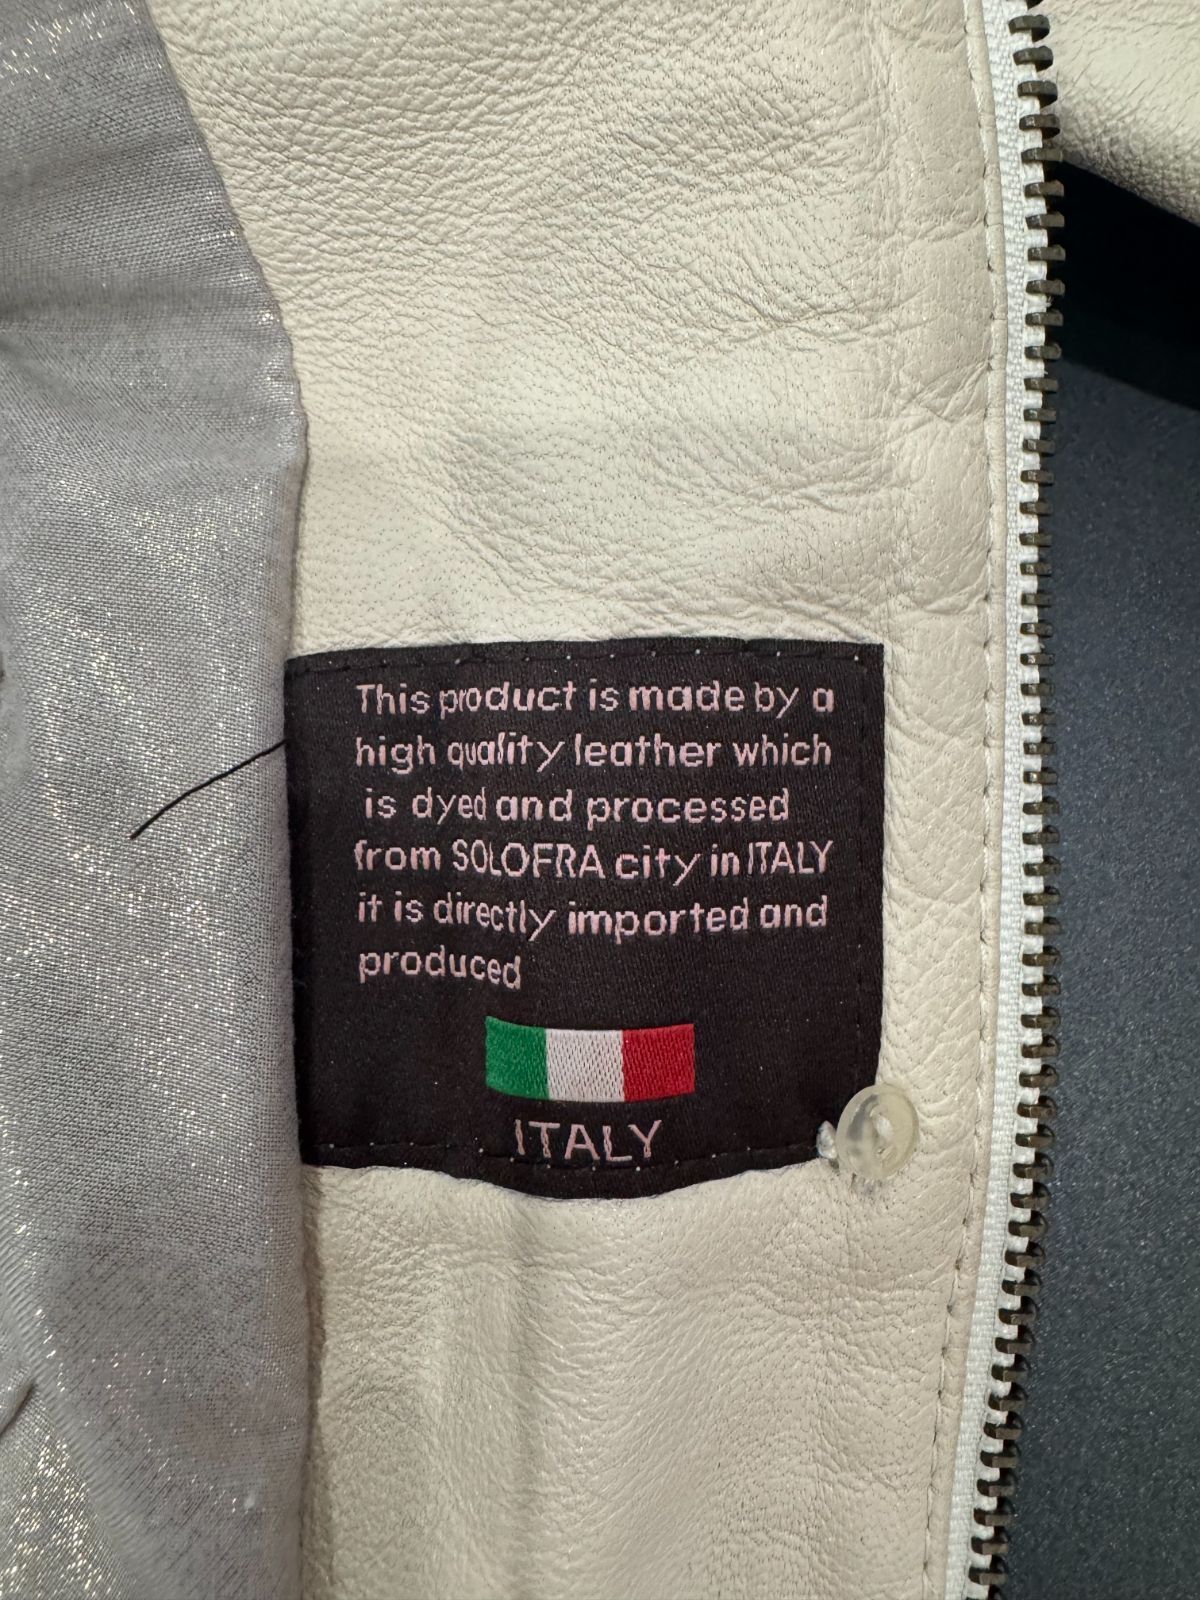 This product is made by a
high quality leather which
is dyed and processed
from SOLOFRA city in ITALY
it is directly imported and
produced
ITALY